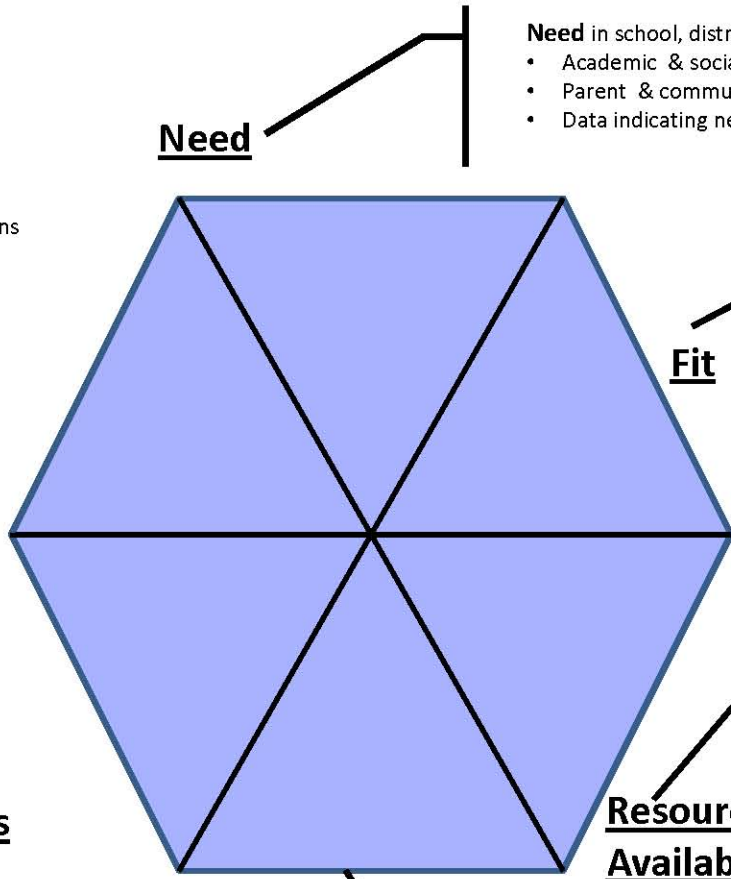 Need in school, distr
• Academic & socia
• Parent & commu
• Data indicating ne
Need
ns
Fit
s
Resour
Availab